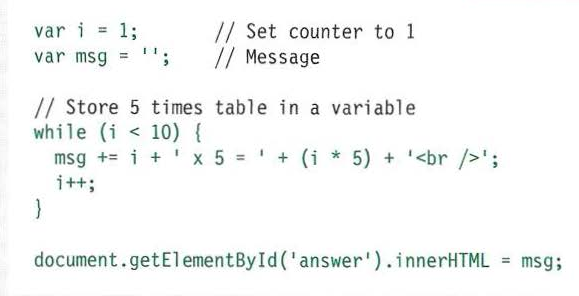 var i = 1;          // Set counter to 1
var msg = '';     // Message
// Store 5 times table in a variable
while (i < 10) {
  msg += i + ' x 5 = ' + (i * 5) + '<br />';
  i++;
}
document.getElementById('answer').innerHTML = msg;